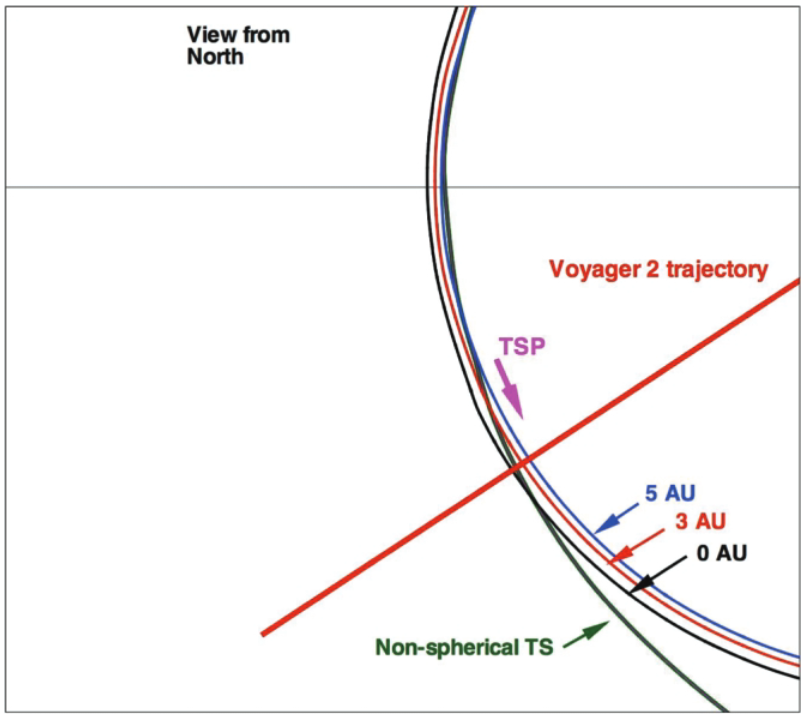 View from
North
Voyager 2 trajectory
TSP
5 AU
3 AU
0 AU
Non-spherical TS